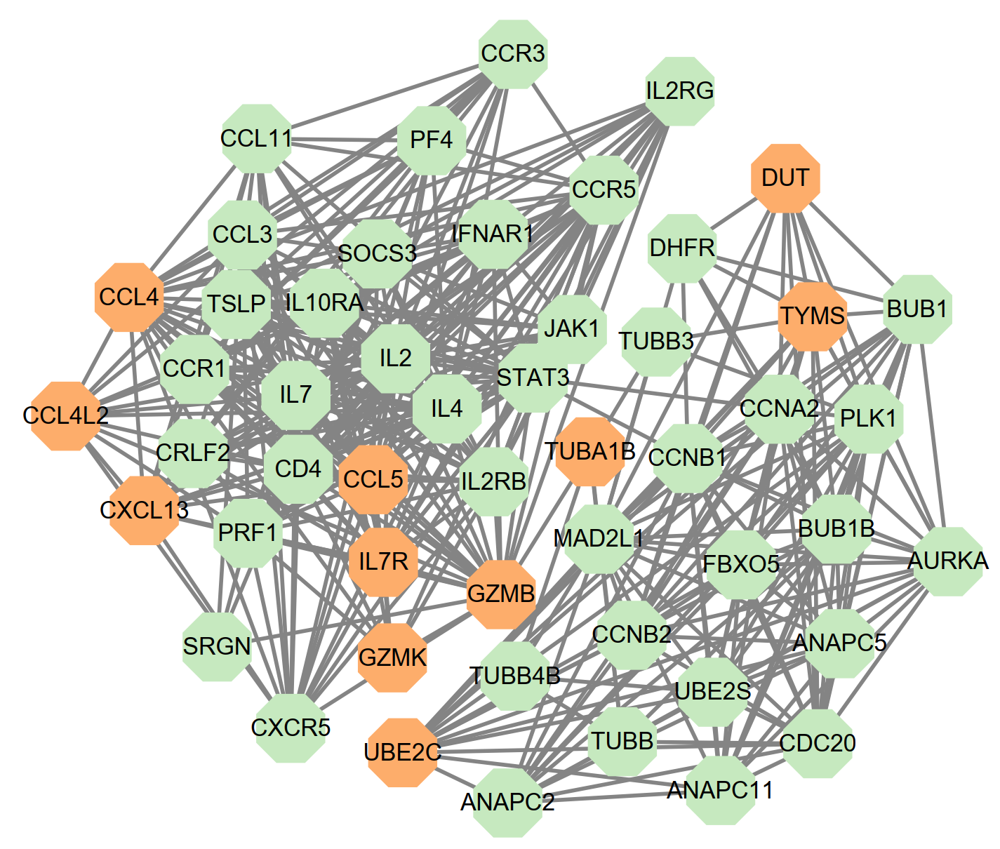 CCR3
IL2RG
CCL11
PF4
DUT
CCR5
CCL3
IFNAR1
SOCS3
DHFR
CCL4
TSLP
IL10RA
TYMS
BUB1
JAK1
TUBB3
CCR1
IL2
STAT3
IL7
IL4
CCNA2
PLK1
CCL4L2
CRLF2
TUBA1B
CCNB1
CD4
CCL5
IL2RB
CXCL13
PRF1
BUB1B
MAD2L1
IL7R
FBXO5
AURKA
GZMB
CCNB2
ANAPC5
SRGN
GZMK
TUBB4B
UBE2S
CXCR5
UBE2C
TUBB
CDC20
ANAPC11
ANAPC2